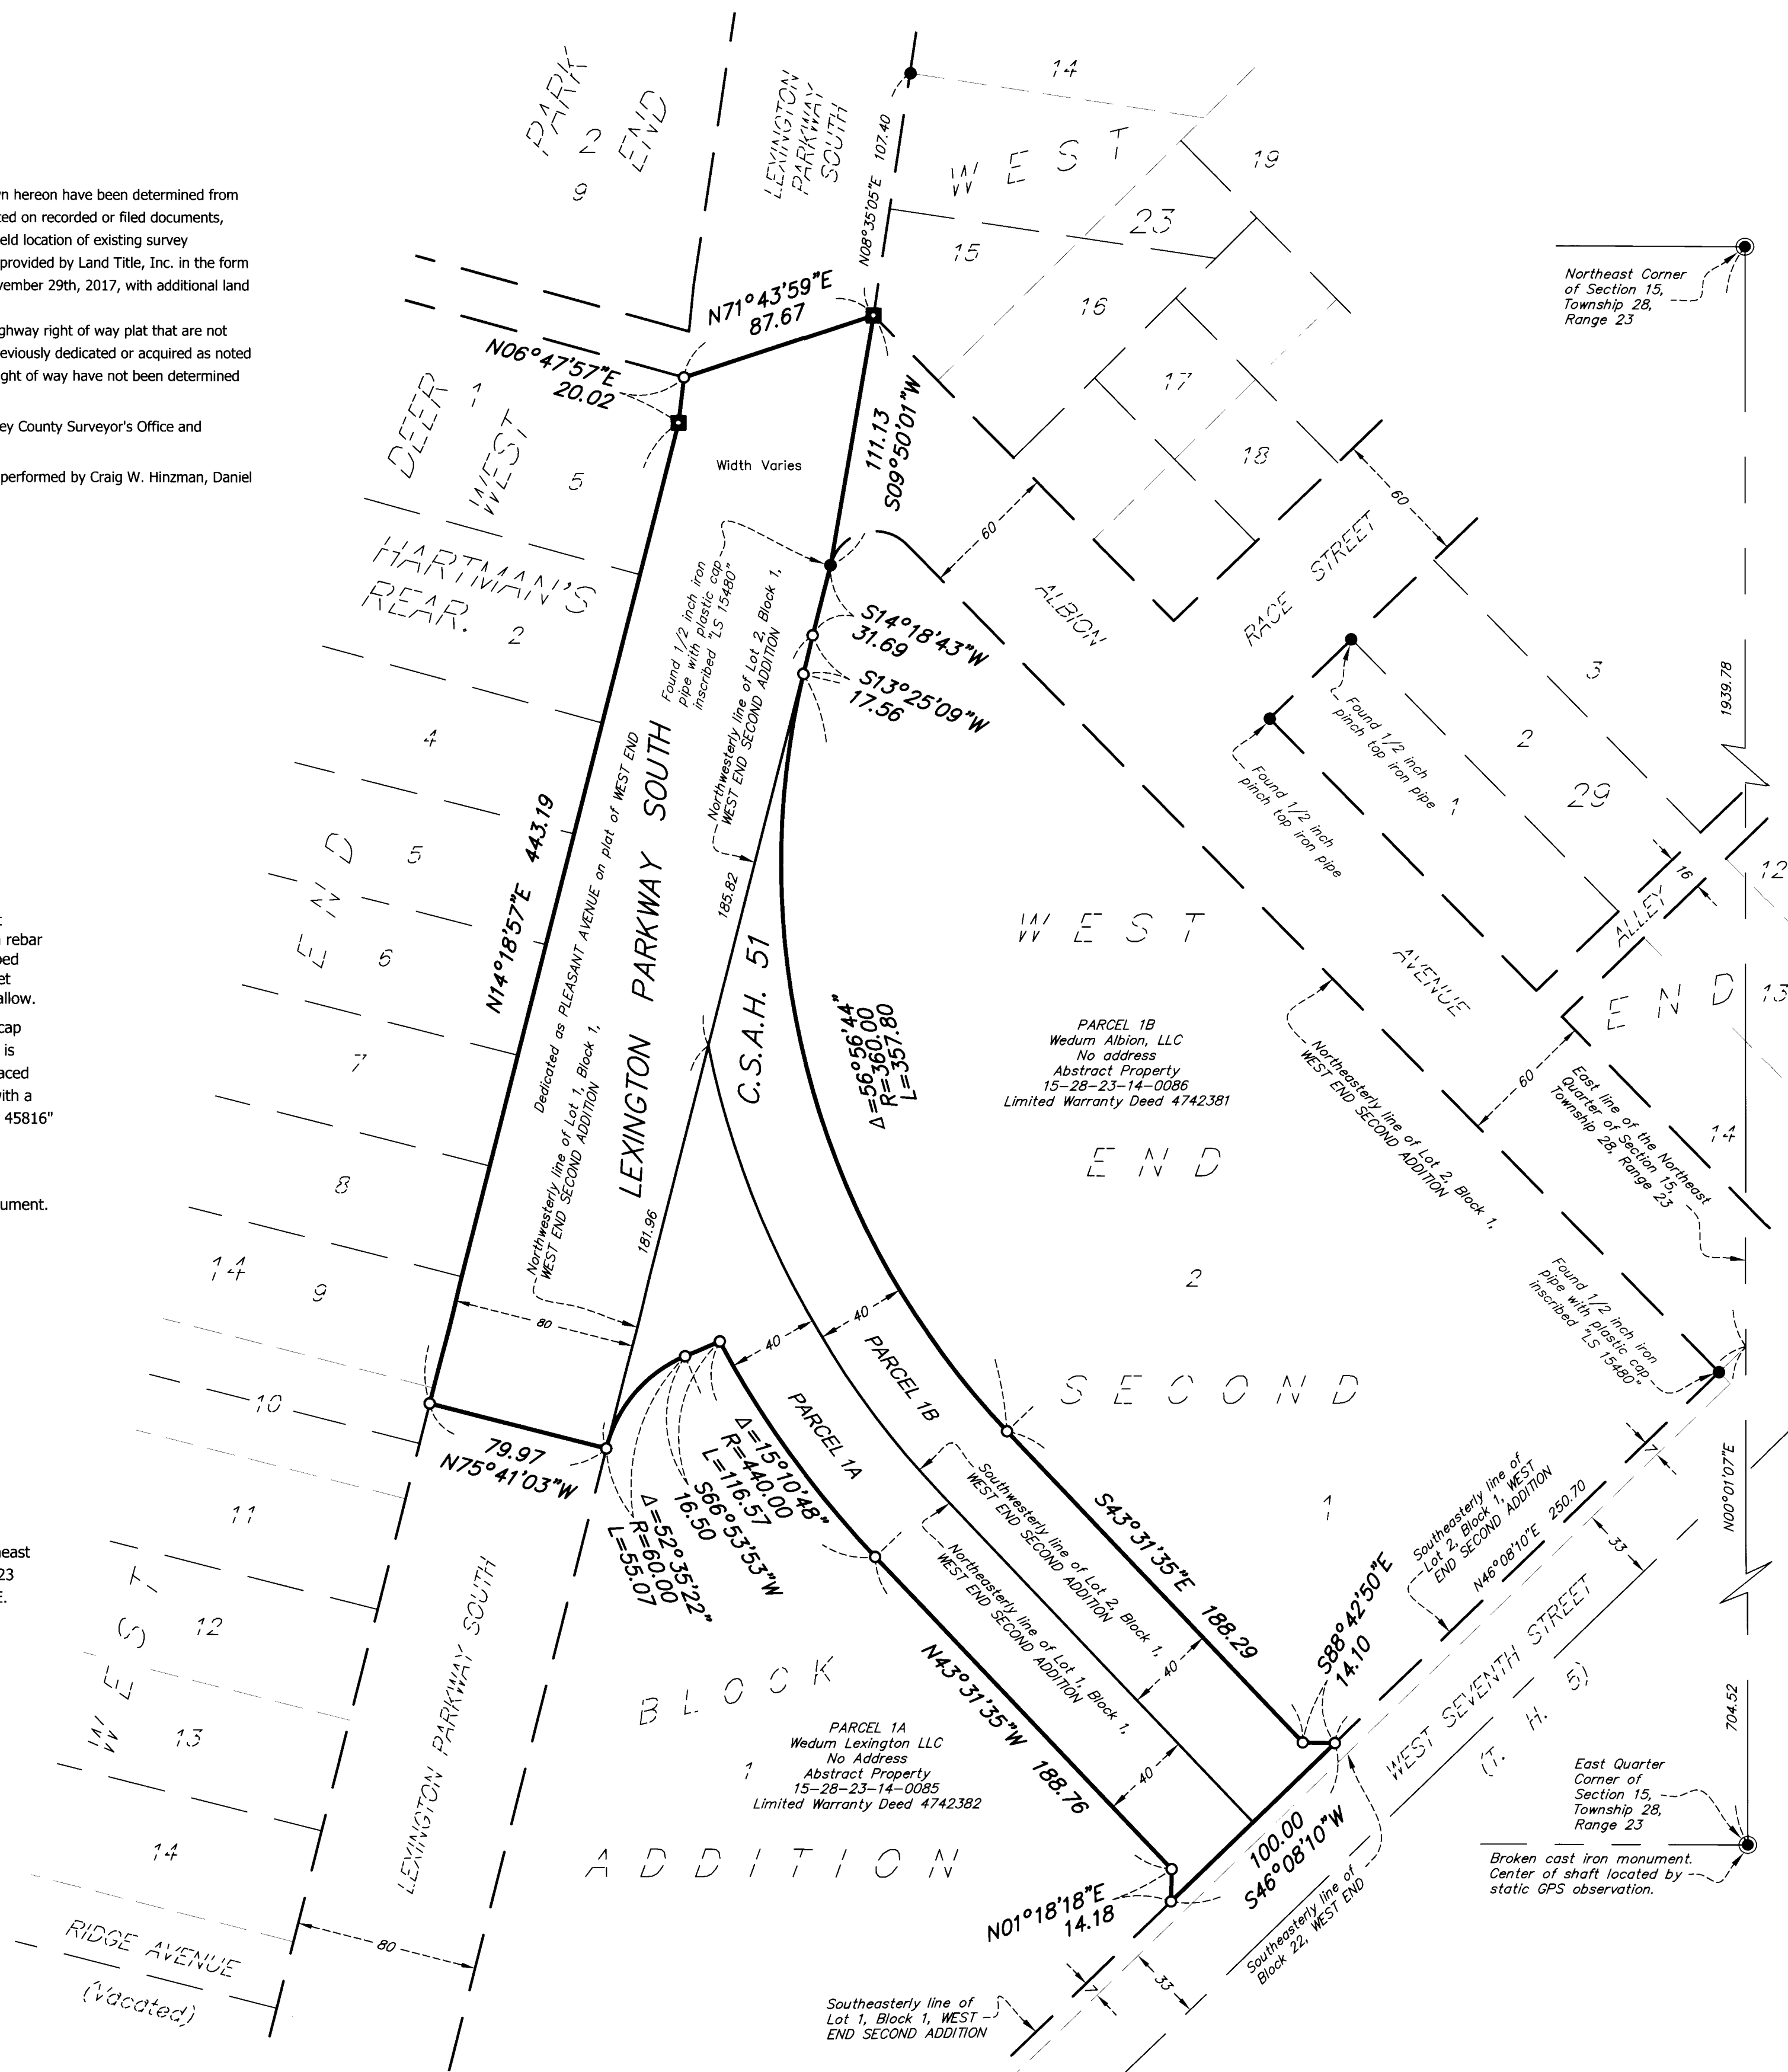 n hereon have been determined from
ted on recorded or filed documents,
eld location of existing survey
provided by Land Title, Inc. in the form
vember 29th, 2017, with additional land
ghway right of way plat that are not
eviously dedicated or acquired as noted
ght of way have not been determined
ey County Surveyor's Office and
performed by Craig W. Hinzman, Daniel
rebar
bed
et
allow.
cap
is
aced
with a
45816"
ument.
heast
23
E.
PARK
2
END
9
LEXINGTON
PARKWAY
SOUTH
N08°35'05"E 107.40
14
WEST
19
23
15
16
17
18
Northeast Corner
of Section 15,
Township 28,
Range 23
N71°43'59"E
87.67
N06°47'57"E
20.02
DEER
1
WEST
5
HARTMAN'S
REAR.
2
Width Varies
111.13
S09°50'01"W
60
60
ALBION
RACE STREET
Found 1/2 inch iron
pipe with plastic cap
inscribed "LS 15480"
Northwesterly line of Lot 2, Block 1,
WEST END SECOND ADDITION
S14°18'43"W
31.69
S13°25'09"W
17.56
Found 1/2 inch
pinch top iron pipe
Found 1/2 inch
pinch top iron pipe
3
2
1
29
1939.78
4
END
5
6
7
8
14
9
10
11
12
13
14
N14°18'57"E 443.19
Dedicated as PLEASANT AVENUE on plat of WEST END
LEXINGTON PARKWAY SOUTH
C.S.A.H. 51
185.82
181.96
Northwesterly line of Lot 1, Block 1,
WEST END SECOND ADDITION
Δ=56°56'44"
R=360.00
L=357.80
WEST
PARCEL 1B
Wedum Albion, LLC
No address
Abstract Property
15-28-23-14-0086
Limited Warranty Deed 4742381
END
2
SECOND
1
AVENUE
ALLEY
16
12
END
13
14
60
Northeasterly line of Lot 2, Block 1,
WEST END SECOND ADDITION
East line of the Northeast
Quarter of Section 15,
Township 28, Range 23
Found 1/2 inch iron
pipe with plastic cap
inscribed "LS 15480"
80
40
40
PARCEL 1B
PARCEL 1A
79.97
N75°41'03"W
Δ=15°10'48"
R=440.00
L=116.57
S66°53'53"W
16.50
Δ=52°35'22"
R=60.00
L=55.07
Southwesterly line of Lot 2, Block 1,
WEST END SECOND ADDITION
Northeasterly line of Lot 1, Block 1,
WEST END SECOND ADDITION
S43°31'35"E 188.29
N43°31'35"W 188.76
40
40
S88°42'50"E
14.10
Southeasterly line of
Lot 2, Block 1, WEST
END SECOND ADDITION
N46°08'10"E 250.70
7
33
N00°01'07"E
WEST SEVENTH STREET
(T. H. 5)
704.52
WEST
LEXINGTON PARKWAY SOUTH
BLOCK
1
PARCEL 1A
Wedum Lexington LLC
No Address
Abstract Property
15-28-23-14-0085
Limited Warranty Deed 4742382
ADDITION
East Quarter
Corner of
Section 15,
Township 28,
Range 23
Broken cast iron monument.
Center of shaft located by
static GPS observation.
100.00
S46°08'10"W
N01°18'18"E
14.18
Southeasterly line of
Block 22, WEST END
RIDGE AVENUE
(Vacated)
80
7
33
Southeasterly line of
Lot 1, Block 1, WEST
END SECOND ADDITION